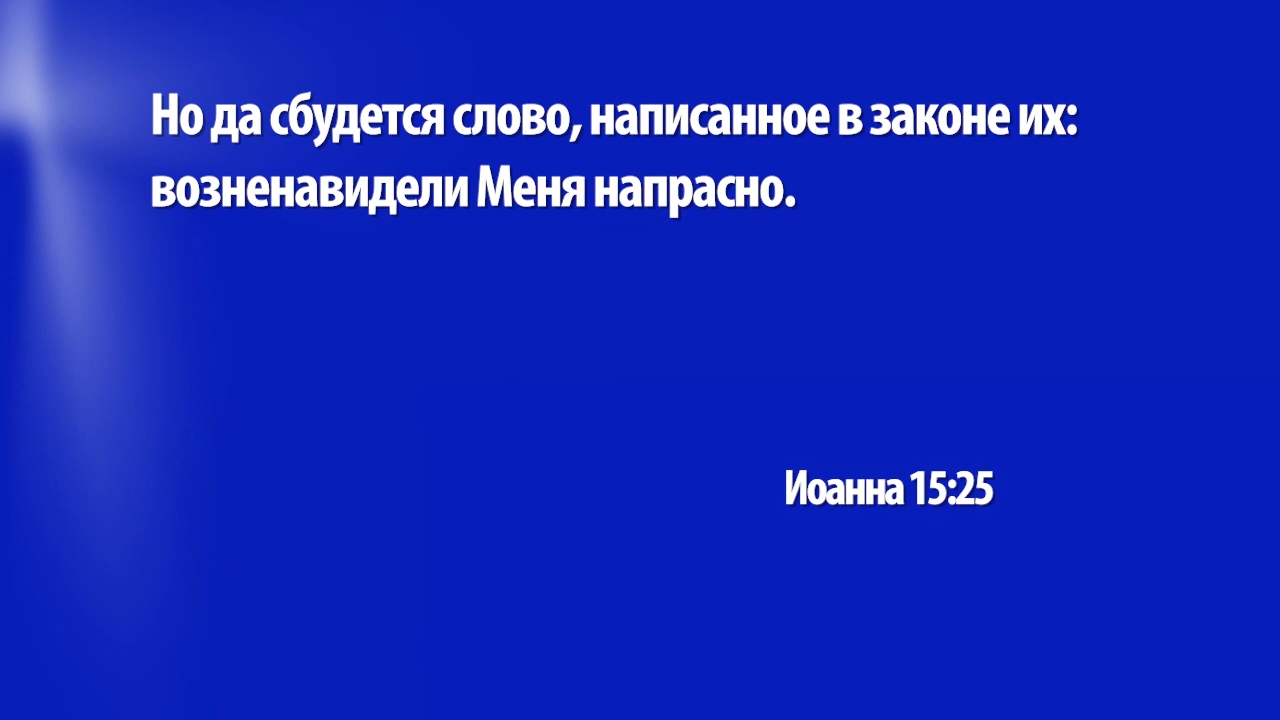 Но да сбудется слово, написанное в законе их:
возненавидели Меня напрасно.
Иоанна 15:25